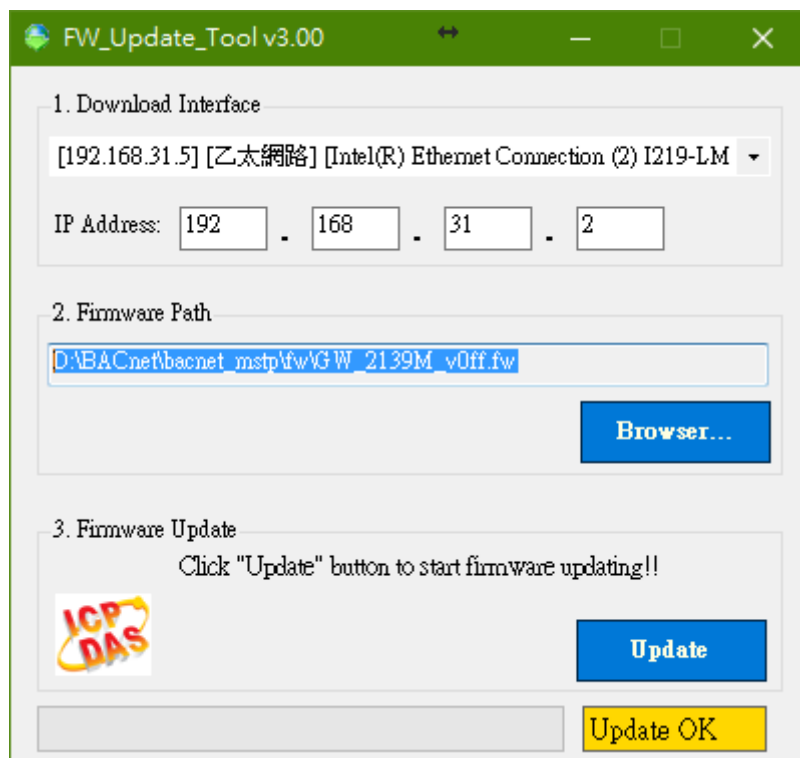 FW_Update_Tool v3.00
1. Download Interface
[192.168.31.5] [乙太網路] [Intel(R) Ethernet Connection (2) I219-LM
IP Address: 192 . 168 . 31 . 2
2. Firmware Path
D:\BACnet\bacnet_mstp\fw\GW_2139M_v0ff.fw
Browser...
3. Firmware Update
Click "Update" button to start firmware updating!!
ICP
DAS
Update
Update OK